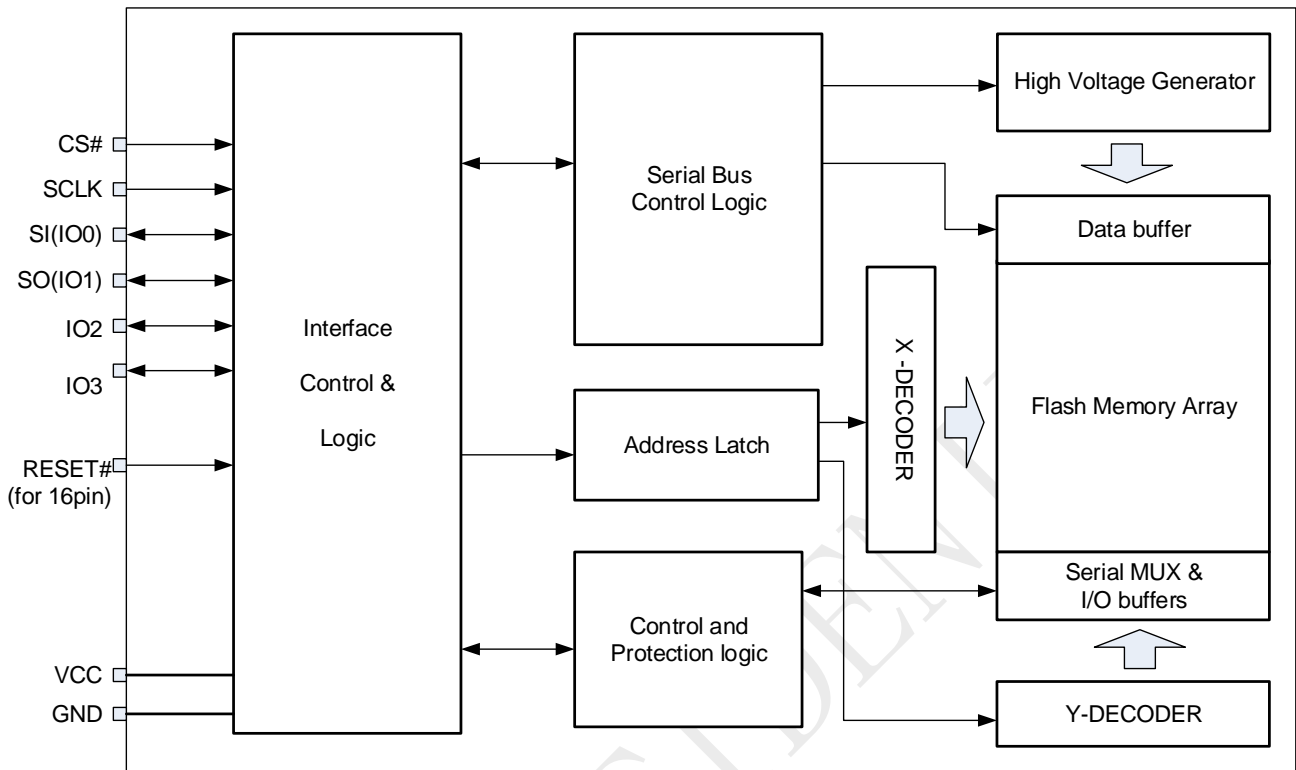 CS#
SCLK
SI(IO0)
SO(IO1)
IO2
IO3
RESET#
(for 16pin)
VCC
GND
Interface
Control &
Logic
Serial Bus
Control Logic
Address Latch
Control and
Protection logic
X -DECODER
High Voltage Generator
Data buffer
Flash Memory Array
Serial MUX &
I/O buffers
Y-DECODER